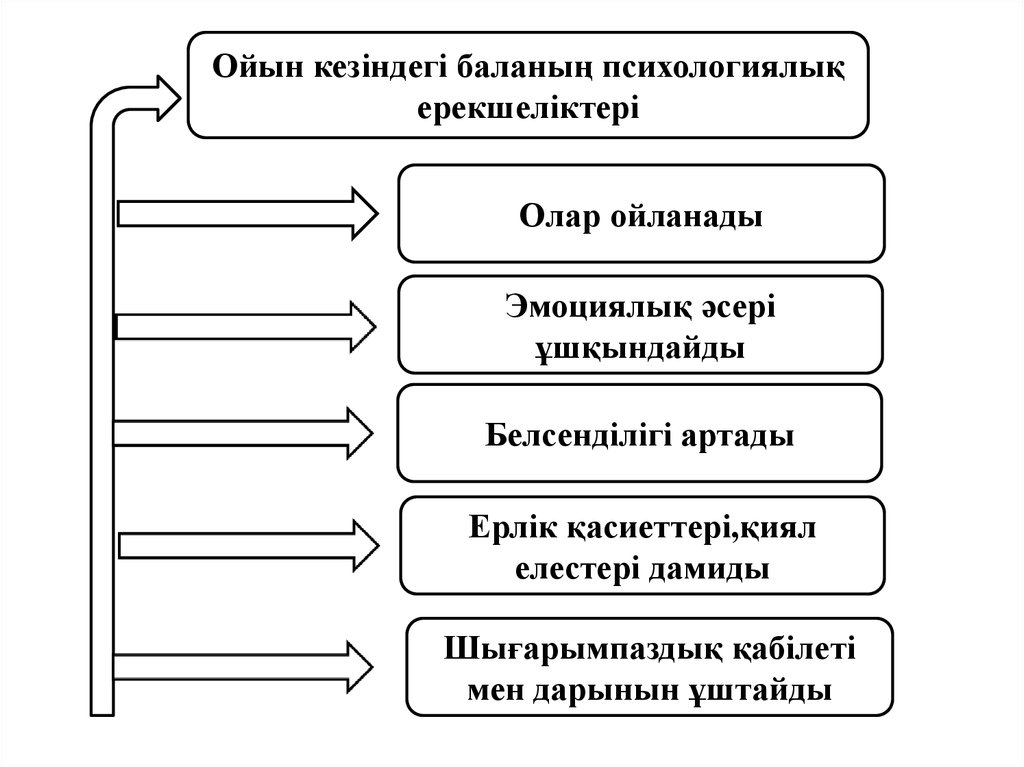 Ойын кезіндегі баланың психологиялық
ерекшеліктері
Олар ойланады
Эмоциялық әсері
ұшқындайды
Белсенділігі артады
Ерлік қасиеттері,қиял
елестері дамиды
Шығарымпаздық қабілеті
мен дарынын ұштайды